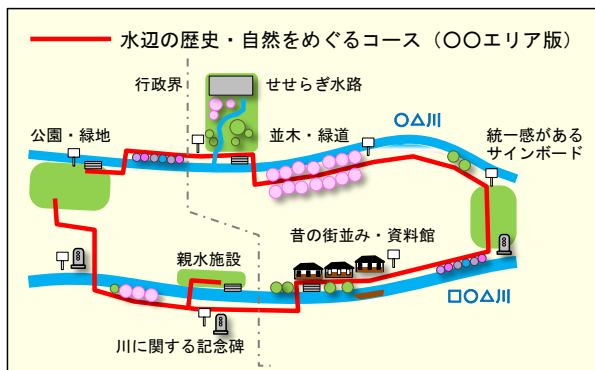 水辺の歴史・自然をめぐるコース（〇〇エリア版）
行政界
せせらぎ水路
公園・緑地
並木・緑道
〇△川
統一感がある
サインボード
親水施設
昔の街並み・資料館
□〇△川
川に関する記念碑